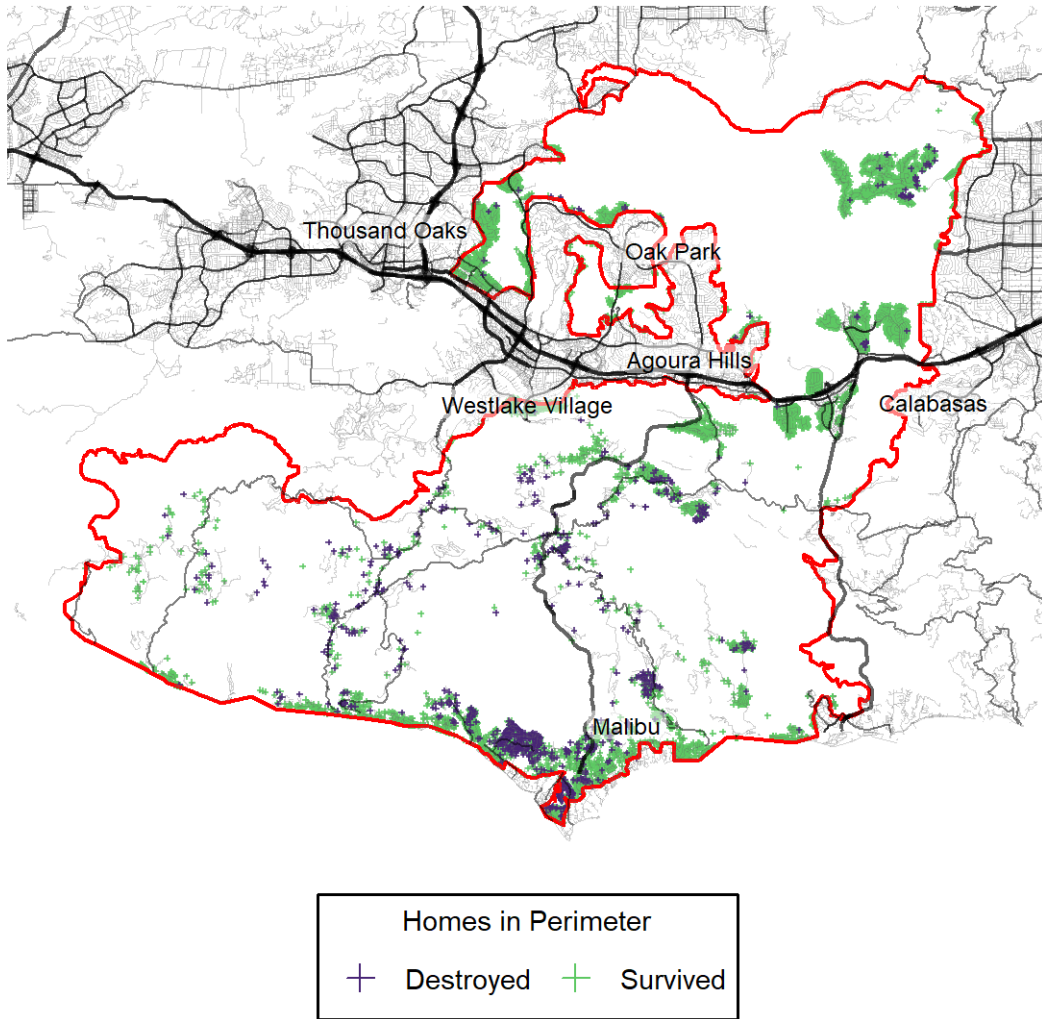 Thousand Oaks
Oak Park
Agoura Hills
Westlake Village
Calabasas
Malibu
Homes in Perimeter
Destroyed
Survived